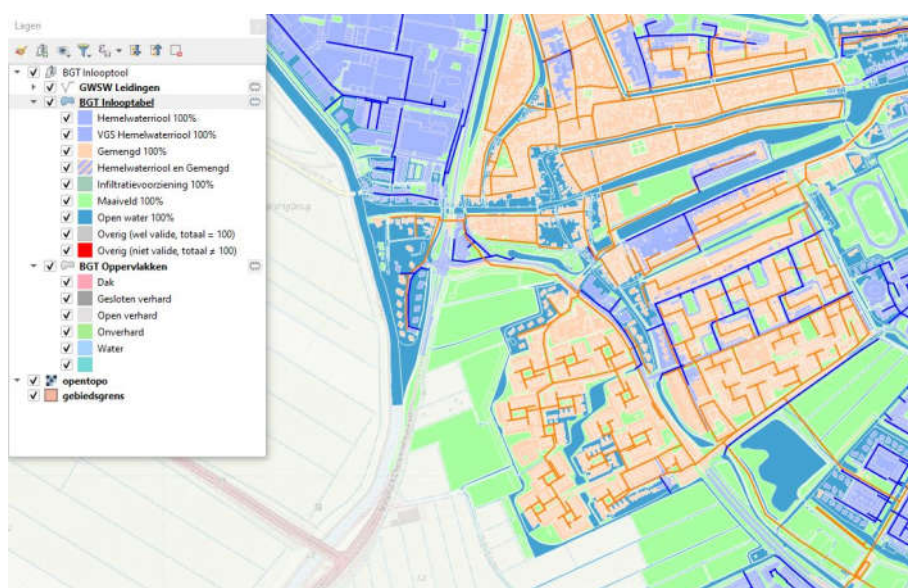 Lagen
BGT Inlooptool
GWSW Leidingen
BGT Inlooptabel
Hemelwaterriool 100%
VGS Hemelwaterriool 100%
Gemengd 100%
Hemelwaterriool en Gemengd
Infiltratievoorziening 100%
Maaiveld 100%
Open water 100%
Overig (wel valide, totaal = 100)
Overig (niet valide, totaal ≠ 100)
BGT Oppervlakken
Dak
Gesloten verhard
Open verhard
Onverhard
Water
opentopo
gebiedsgrens